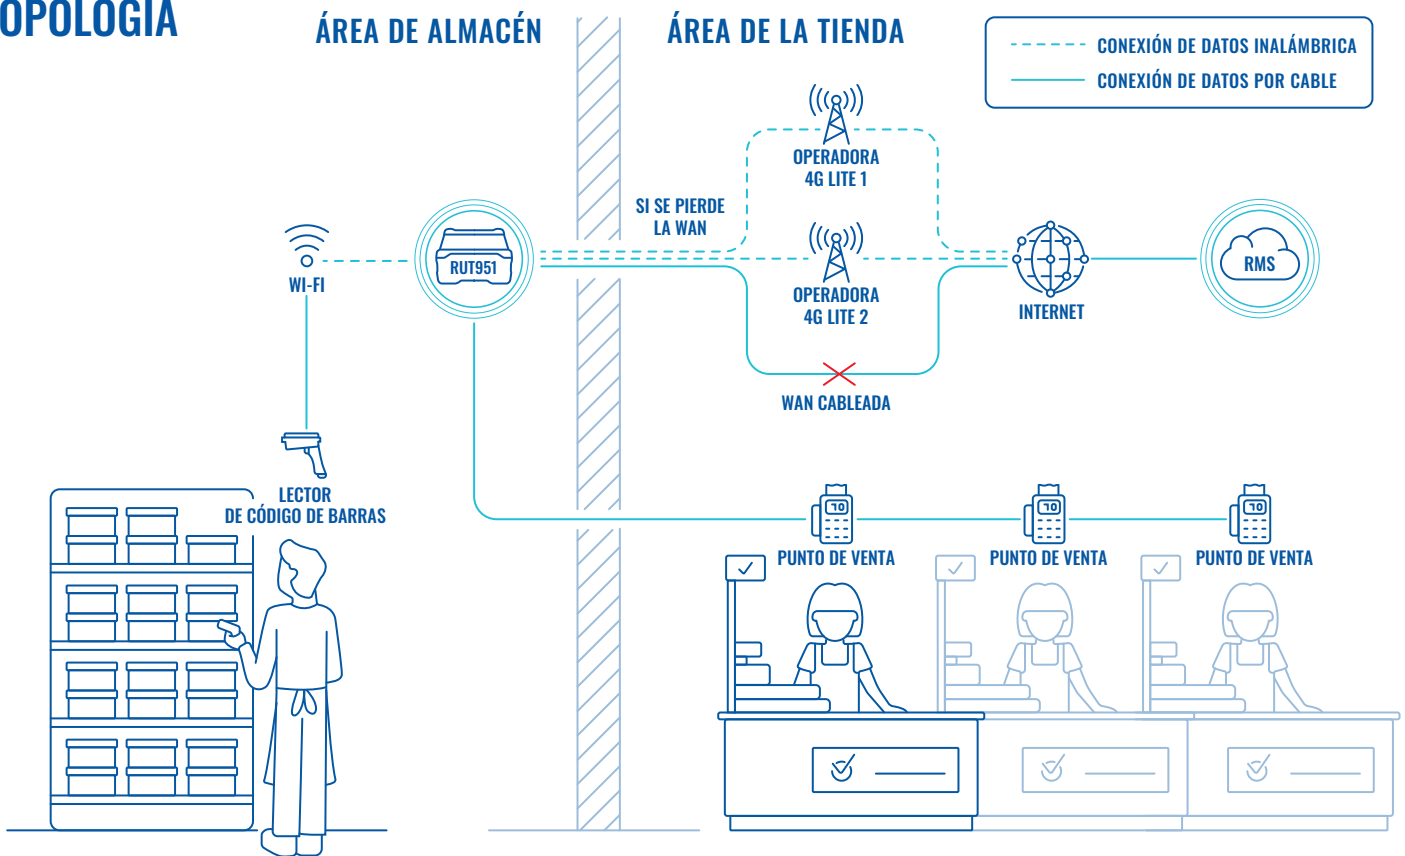 OPOLOGÍA
ÁREA DE ALMACÉN
ÁREA DE LA TIENDA
CONEXIÓN DE DATOS INALÁMBRICA
CONEXIÓN DE DATOS POR CABLE
OPERADORA
4G LITE 1
SI SE PIERDE
LA WAN
WI-FI
RUT951
OPERADORA
4G LITE 2
INTERNET
RMS
WAN CABLEADA
LECTOR
DE CÓDIGO DE BARRAS
PUNTO DE VENTA
PUNTO DE VENTA
PUNTO DE VENTA